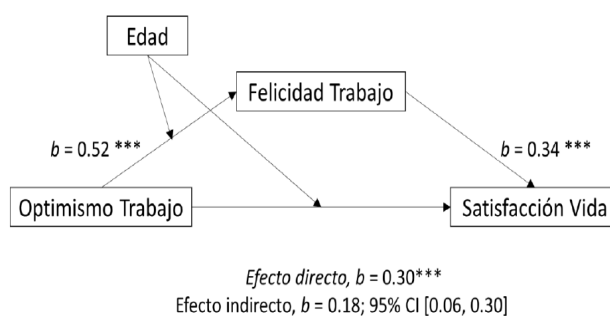 Edad
Felicidad Trabajo
b = 0.52 ***
b = 0.34 ***
Optimismo Trabajo
Satisfacción Vida
Efecto directo, b = 0.30***
Efecto indirecto, b = 0.18; 95% CI [0.06, 0.30]